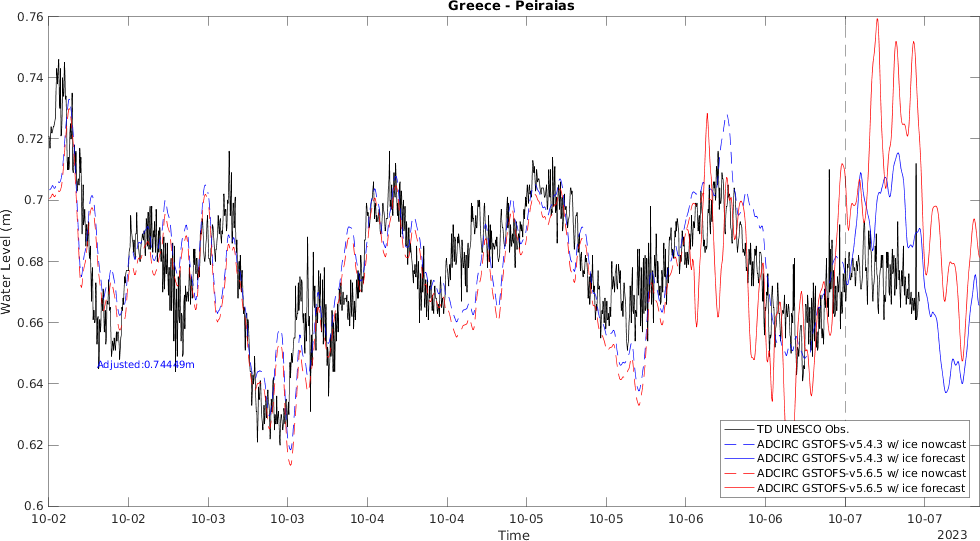 Greece - Peiraias
0.76
0.74
0.72
0.7
0.68
0.66
0.64
0.62
0.6
Water Level (m)
Adjusted:0.74449m
TD UNESCO Obs.
ADCIRC GSTOFS-v5.4.3 w/ ice nowcast
ADCIRC GSTOFS-v5.4.3 w/ ice forecast
ADCIRC GSTOFS-v5.6.5 w/ ice nowcast
ADCIRC GSTOFS-v5.6.5 w/ ice forecast
10-02 10-02 10-03 10-03 10-04 10-04 10-05 10-05 10-06 10-06 10-07 10-07
Time
2023